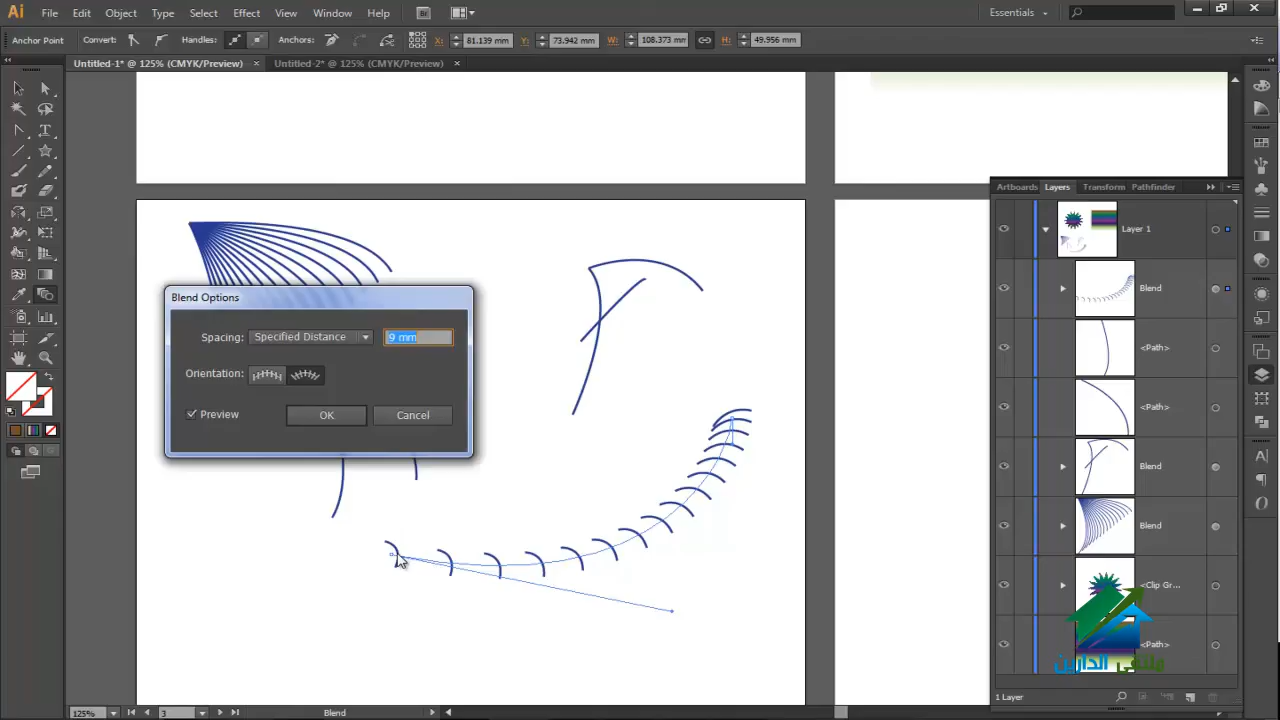 Ai File Edit Object Type Select Effect View Window Help Br Essentials
Anchor Point Convert: Handles: Anchors: X: 81.139 mm Y: 73.942 mm W: 108.373 mm H: 49.956 mm
Untitled-1* @ 125% (CMYK/Preview) × Untitled-2* @ 125% (CMYK/Preview) ×
Artboards Layers Transform Pathfinder
Layer 1
Blend
<Path>
<Path>
Blend
Blend
<Clip Gr...
<Path>
Blend Options
Spacing: Specified Distance 9 mm
Orientation:
Preview OK Cancel
ملتقى الدارين
1 Layer
125% 3 Blend